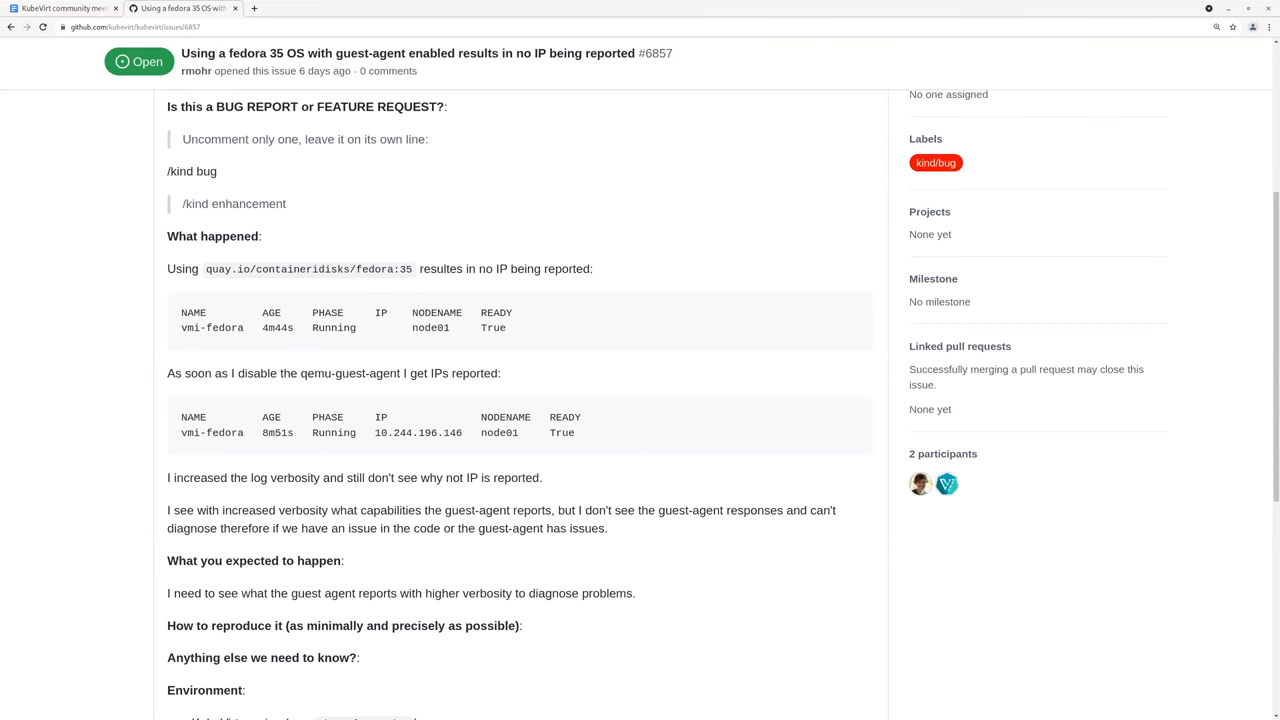 KubeVirt community meet
Using a fedora 35 OS with
github.com/kubevirt/kubevirt/issues/6857
Open
Using a fedora 35 OS with guest-agent enabled results in no IP being reported #6857
rmohr opened this issue 6 days ago · 0 comments
Is this a BUG REPORT or FEATURE REQUEST?:
Uncomment only one, leave it on its own line:
/kind bug
/kind enhancement
What happened:
Using quay.io/containeridisks/fedora:35 resultes in no IP being reported:
NAME AGE PHASE IP NODENAME READY
vmi-fedora 4m44s Running node01 True
As soon as I disable the qemu-guest-agent I get IPs reported:
NAME AGE PHASE IP NODENAME READY
vmi-fedora 8m51s Running 10.244.196.146 node01 True
I increased the log verbosity and still don't see why not IP is reported.
I see with increased verbosity what capabilities the guest-agent reports, but I don't see the guest-agent responses and can't
diagnose therefore if we have an issue in the code or the guest-agent has issues.
What you expected to happen:
I need to see what the guest agent reports with higher verbosity to diagnose problems.
How to reproduce it (as minimally and precisely as possible):
Anything else we need to know?:
Environment:
No one assigned
Labels
kind/bug
Projects
None yet
Milestone
No milestone
Linked pull requests
Successfully merging a pull request may close this
issue.
None yet
2 participants